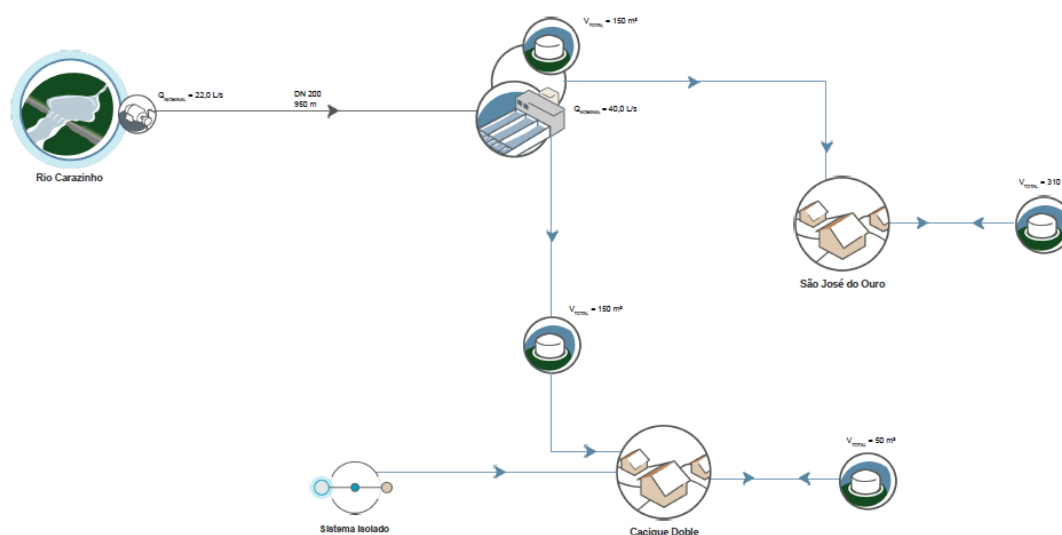 V_TOTAL = 150 m³
Q_NOMINAL = 22,0 L/s
DN 200
950 m
Q_NOMINAL = 40,0 L/s
Rio Carazinho
V_TOTAL = 310
São José do Ouro
V_TOTAL = 150 m³
V_TOTAL = 50 m³
Sistema Isolado
Cacique Doble